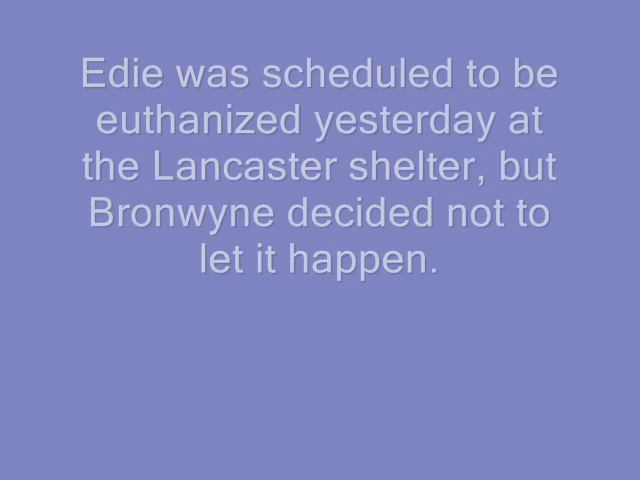 Edie was scheduled to be
euthanized yesterday at
the Lancaster shelter, but
Bronwyne decided not to
let it happen.